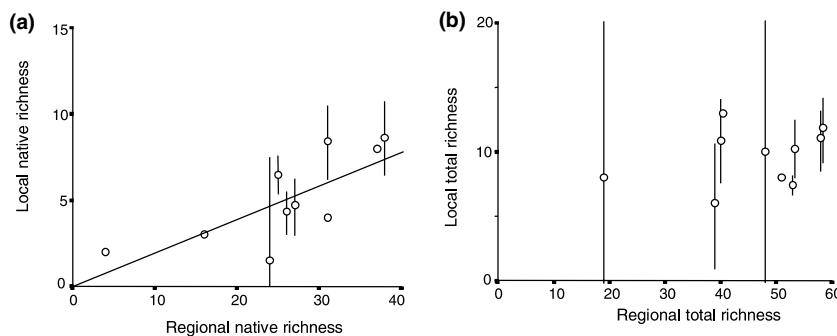 (a)
15
10
5
0
0 10 20 30 40
Local native richness
Regional native richness
(b)
20
10
0
0 10 20 30 40 50 60
Local total richness
Regional total richness